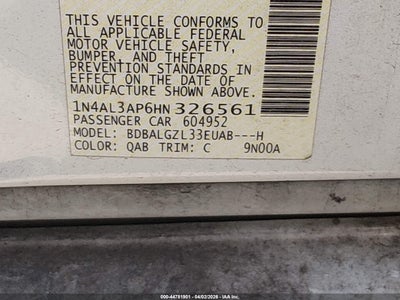 THIS VEHICLE CONFORMS TO
ALL APPLICABLE FEDERAL
MOTOR VEHICLE SAFETY,
BUMPER, AND THEFT
PREVENTION STANDARDS
IN EFFECT ON THE DATE OF
MANUFACTURE SHOWN ABOVE.
1N4AL3AP6HN326561
PASSENGER CAR 604952
MODEL: BDBALGZL33EUAB---H
COLOR: QAB TRIM: C 9N00A
000-44781901 - 04/02/2026 - IAA Inc.